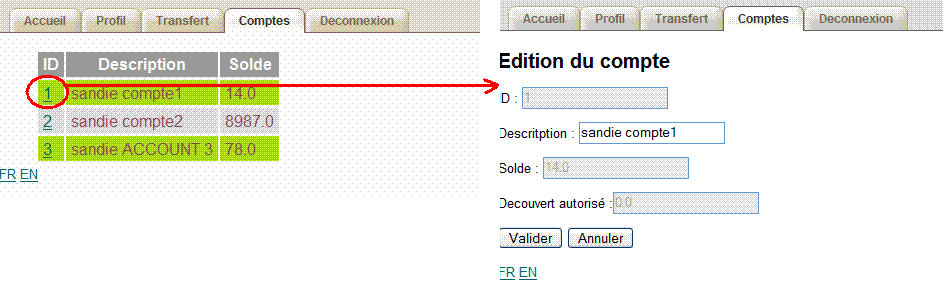 Accueil Profil Transfert Comptes Deconnexion
ID Description Solde
1 sandie compte1 14.0
2 sandie compte2 8987.0
3 sandie ACCOUNT 3 78.0
FR EN
Accueil Profil Transfert Comptes Deconnexion
Edition du compte
ID : 1
Descritption : sandie compte1
Solde : 14.0
Decouvert autorisé : 0.0
Valider Annuler
FR EN